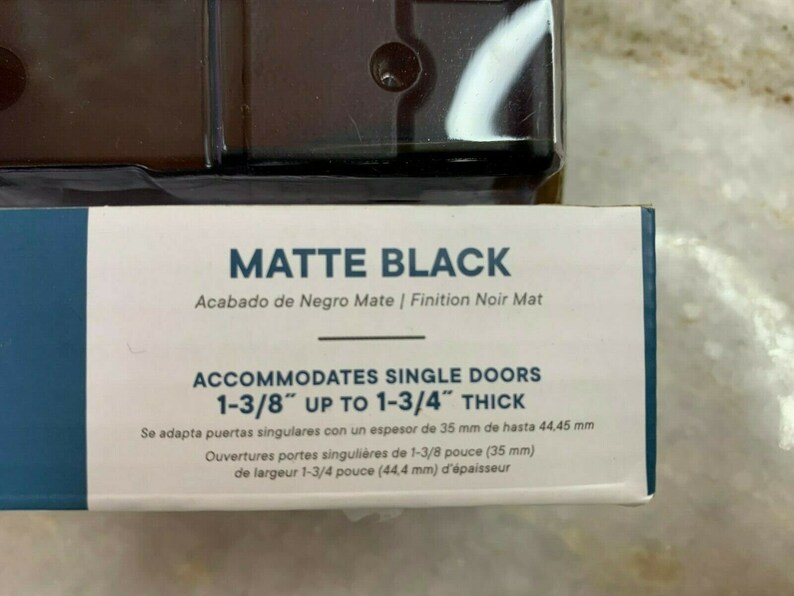 MATTE BLACK
Acabado de Negro Mate | Finition Noir Mat
ACCOMMODATES SINGLE DOORS
1-3/8˝ UP TO 1-3/4˝ THICK
Se adapta puertas singulares con un espesor de 35 mm de hasta 44,45 mm
Ouvertures portes singulières de 1-3/8 pouce (35 mm)
de largeur 1-3/4 pouce (44,4 mm) d'épaisseur